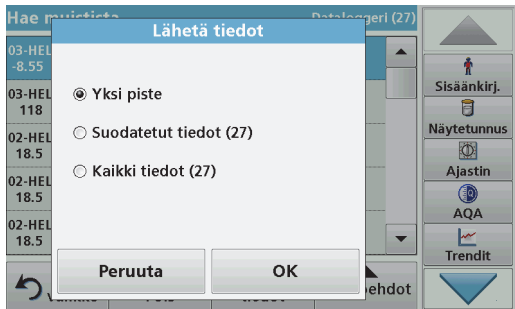 Hae muistista
Dataloggeri (27)
Lähetä tiedot
03-HEL
-8.55
03-HEL
118
02-HEL
18.5
02-HEL
18.5
02-HEL
18.5
Yksi piste
Suodatetut tiedot (27)
Kaikki tiedot (27)
Peruuta
OK
tiedot
Sisäänkirj.
Näytetunnus
Ajastin
AQA
Trendit